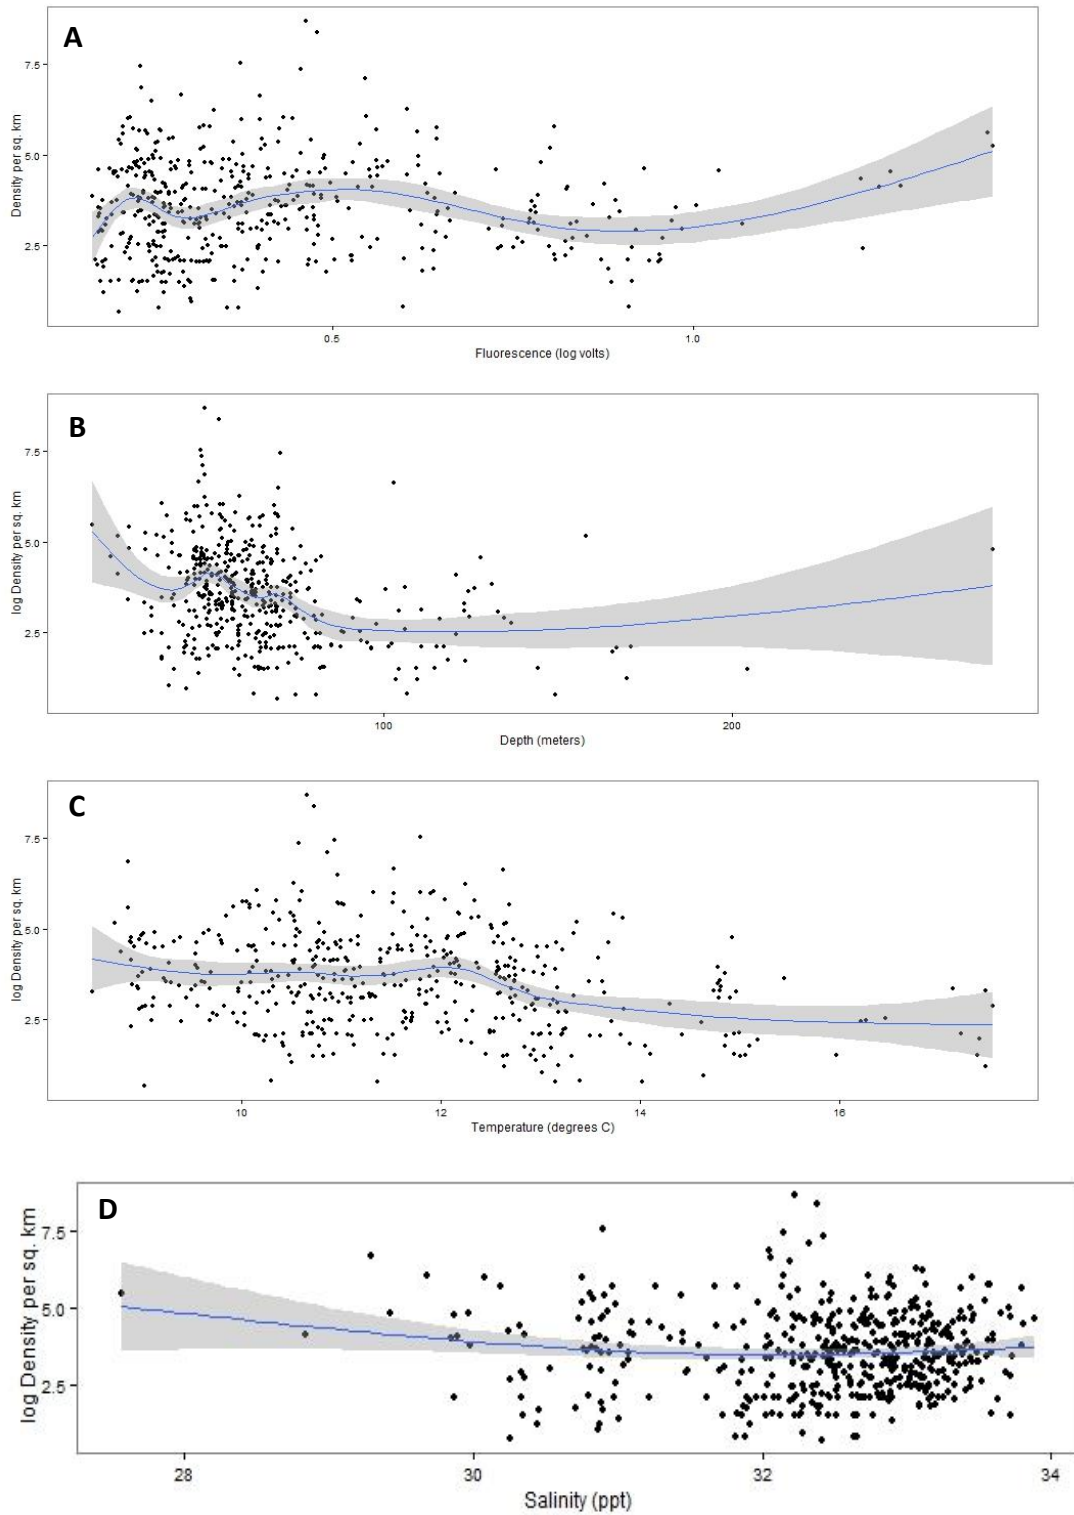 A
7.5
5.0
2.5
Density per sq. km
0.5
1.0
Fluorescence (log volts)
B
7.5
5.0
2.5
log Density per sq. km
100
200
Depth (meters)
C
7.5
5.0
2.5
log Density per sq. km
10
12
14
16
Temperature (degrees C)
D
7.5
5.0
2.5
log Density per sq. km
28
30
32
34
Salinity (ppt)